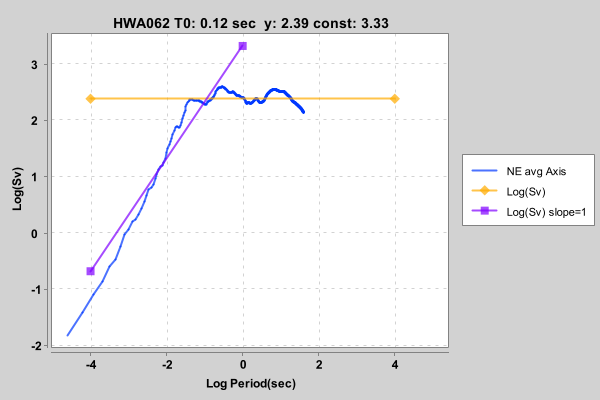 HWA062 T0: 0.12 sec  y: 2.39 const: 3.33
3
2
1
0
-1
-2
Log(Sv)
-4
-2
0
2
4
Log Period(sec)
NE avg Axis
Log(Sv)
Log(Sv) slope=1